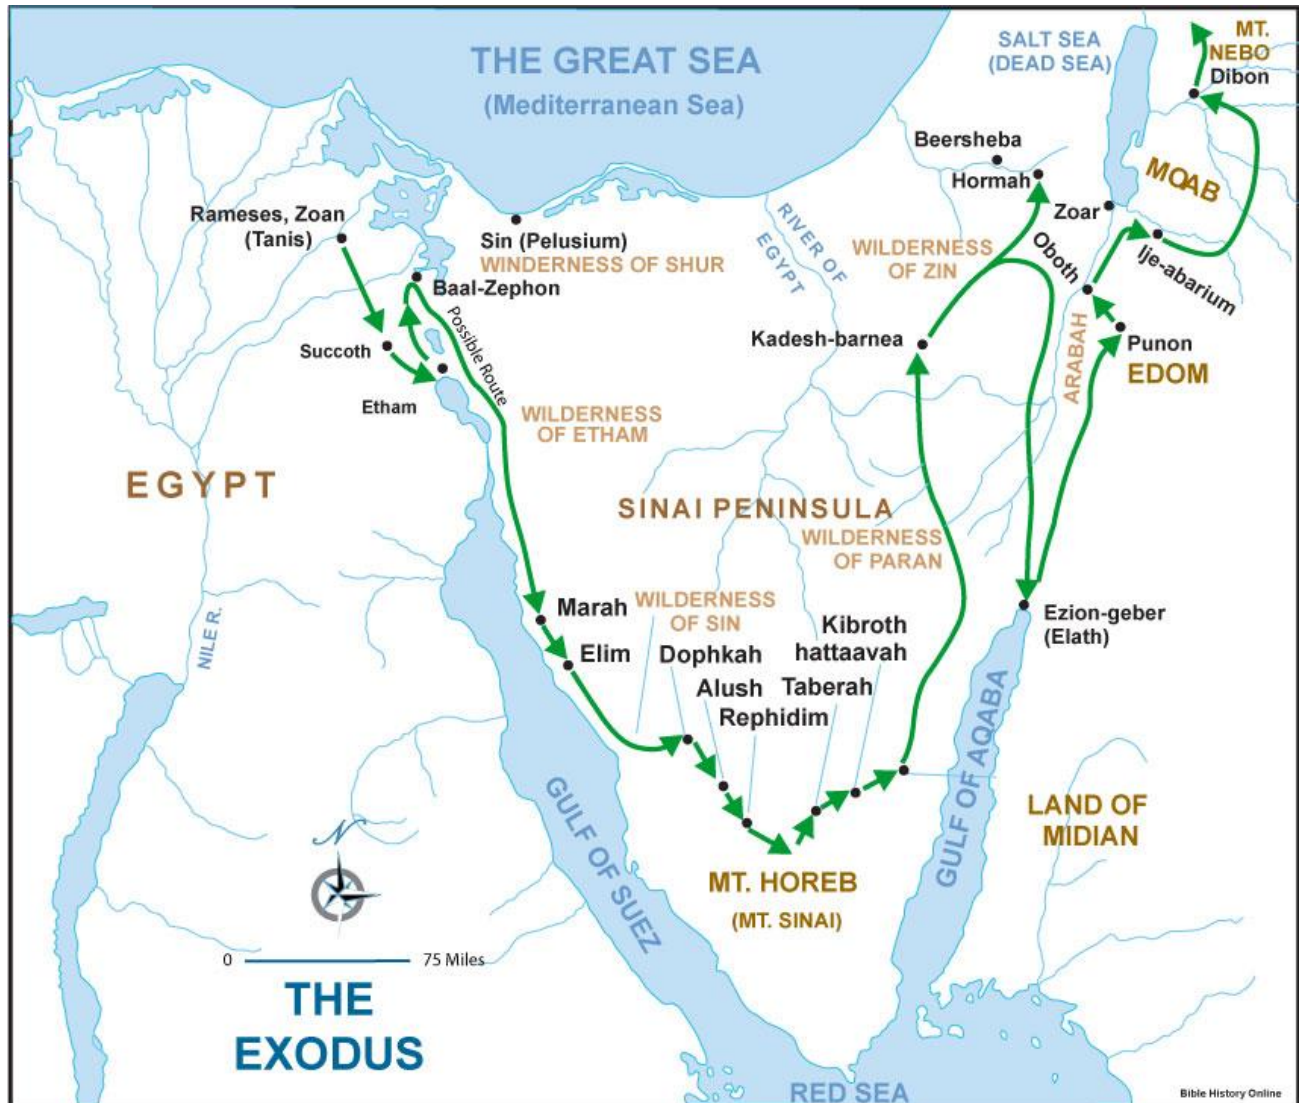 THE GREAT SEA
(Mediterranean Sea)
SALT SEA
(DEAD SEA)
MT.
NEBO
Dibon
Beersheba
Hormah
MOAB
Zoar
Rameses, Zoan
(Tanis)
Sin (Pelusium)
WINDERNESS OF SHUR
Baal-Zephon
RIVER OF
EGYPT
WILDERNESS
OF ZIN
Oboth
Ije-abarium
Possible Route
Succoth
Kadesh-barnea
ARABAH
Punon
EDOM
Etham
WILDERNESS
OF ETHAM
EGYPT
SINAI PENINSULA
WILDERNESS
OF PARAN
NILE R.
Marah
WILDERNESS
OF SIN
Elim
Dophkah
Kibroth
hattaavah
Alush
Taberah
Rephidim
Ezion-geber
(Elath)
GULF OF AQABA
LAND OF
MIDIAN
GULF OF SUEZ
MT. HOREB
(MT. SINAI)
N
0 75 Miles
THE
EXODUS
RED SEA
Bible History Online